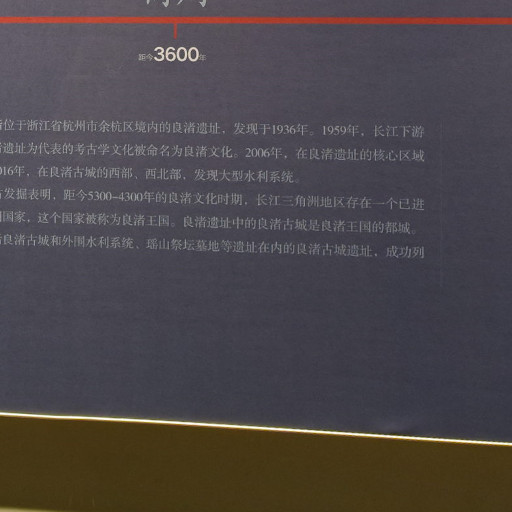 距今3600年
位于浙江省杭州市余杭区境内的良渚遗址，发现于1936年。1959年，长江下游
遗址为代表的考古学文化被命名为良渚文化。2006年，在良渚遗址的核心区域
016年，在良渚古城的西部、西北部，发现大型水利系统。
发掘表明，距今5300-4300年的良渚文化时期，长江三角洲地区存在一个已进
国家，这个国家被称为良渚王国。良渚遗址中的良渚古城是良渚王国的都城。
良渚古城和外围水利系统、瑶山祭坛墓地等遗址在内的良渚古城遗址，成功列